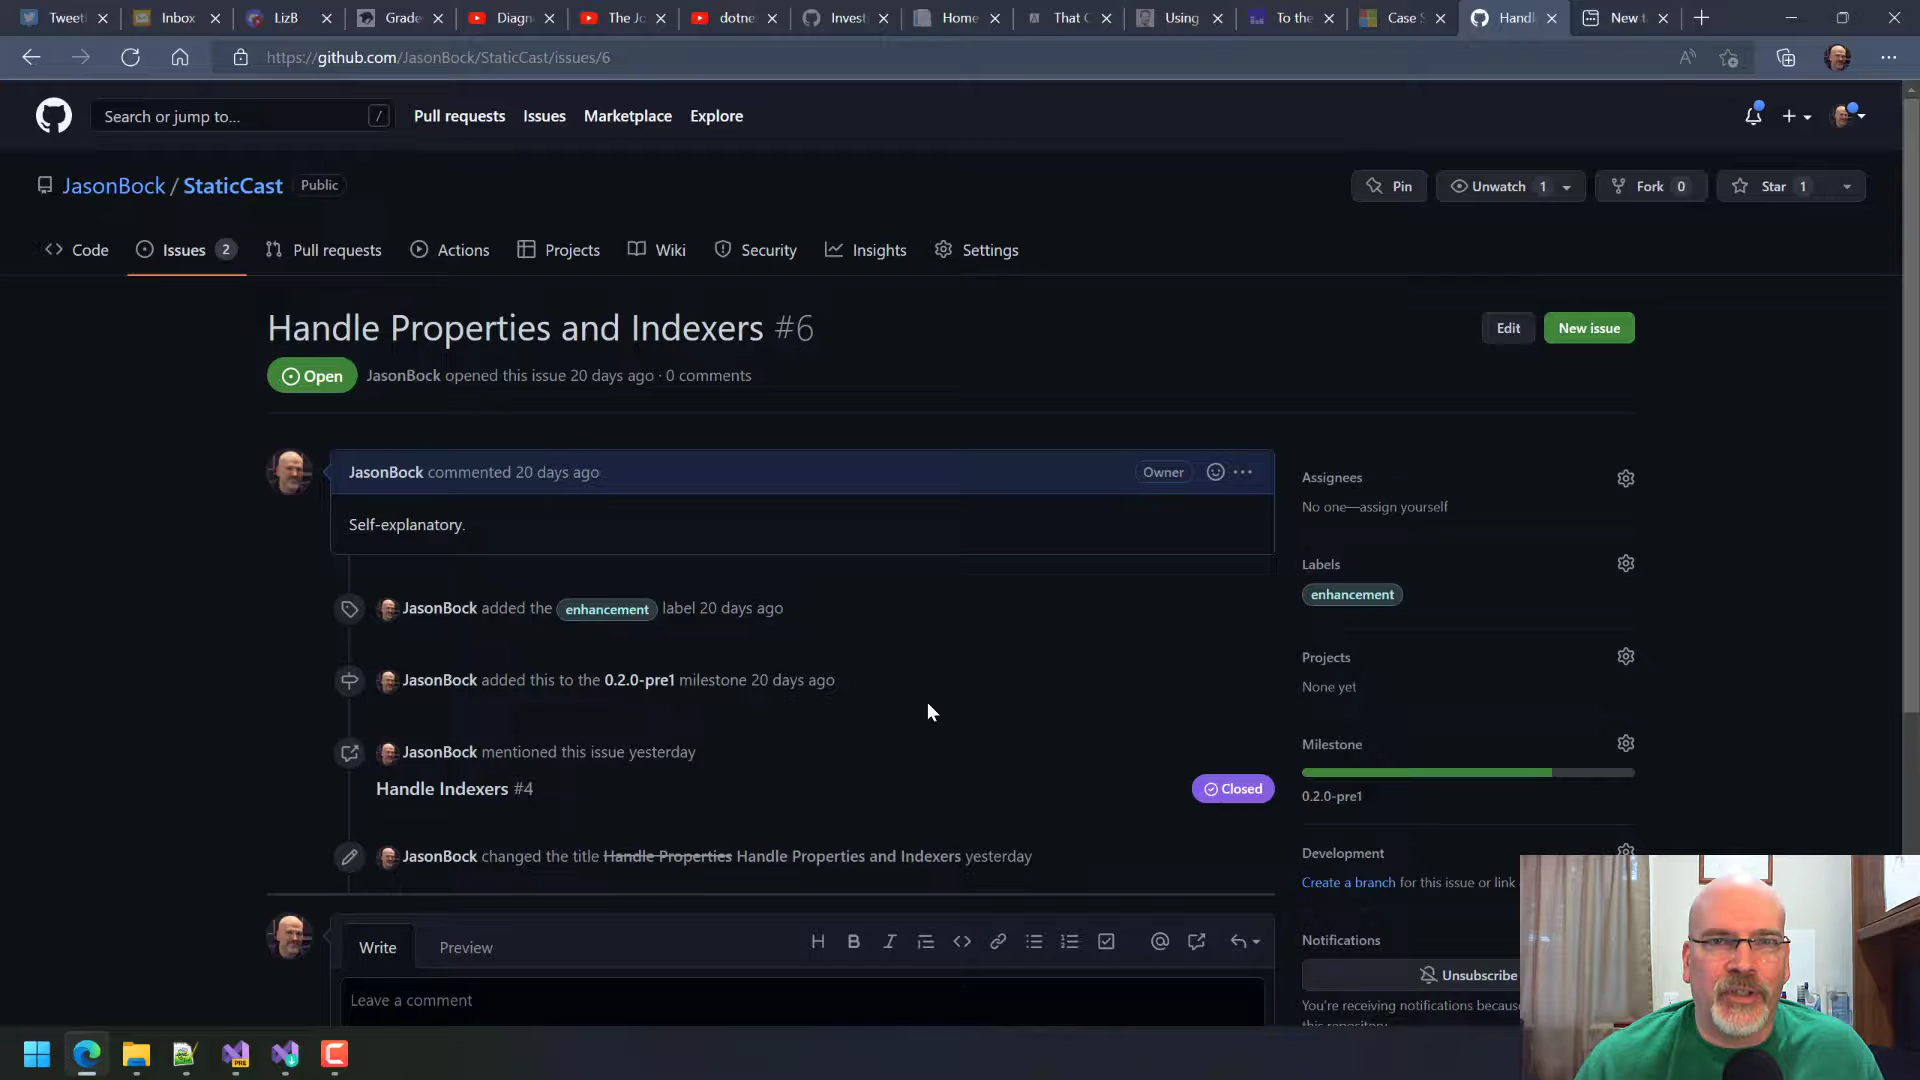 Tweeti
Inbox
LizB
Grade
Diagn
The Jo
dotne
Invest
Home
That C
Using
To the
Case S
Handl
New t
https://github.com/JasonBock/StaticCast/issues/6
Search or jump to...
/
Pull requests
Issues
Marketplace
Explore
JasonBock / StaticCast
Public
Pin
Unwatch 1
Fork 0
Star 1
Code
Issues 2
Pull requests
Actions
Projects
Wiki
Security
Insights
Settings
Handle Properties and Indexers #6
Edit
New issue
Open
JasonBock opened this issue 20 days ago · 0 comments
JasonBock commented 20 days ago
Owner
Self-explanatory.
JasonBock added the enhancement label 20 days ago
JasonBock added this to the 0.2.0-pre1 milestone 20 days ago
JasonBock mentioned this issue yesterday
Handle Indexers #4
Closed
JasonBock changed the title Handle Properties Handle Properties and Indexers yesterday
Write
Preview
Leave a comment
Assignees
No one—assign yourself
Labels
enhancement
Projects
None yet
Milestone
0.2.0-pre1
Development
Create a branch for this issue or link
Notifications
Unsubscribe
You're receiving notifications because
this repository
PRE